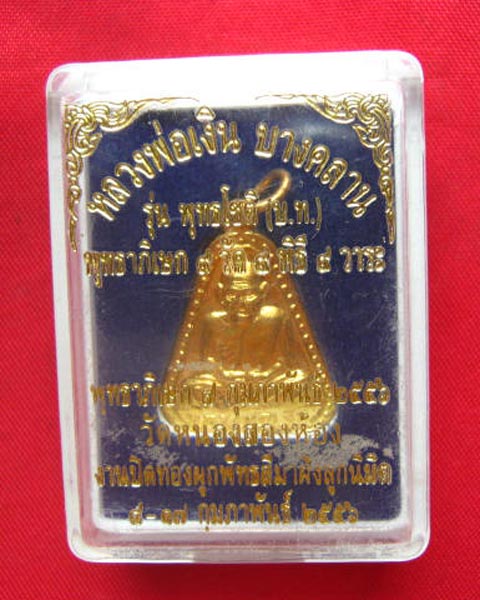 หลวงพ่อเงิน บางคลาน
รุ่น พุทธโชติ (บ.ท.)
พุทธาภิเษก ๙ วัด ๓ พิธี ๔ วาระ
พุทธาภิเษก ๗ กุมภาพันธ์ ๒๕๕๖
วัดหนองสองห้อง
งานปิดทองผูกพัทธสีมาฝังลูกนิมิต
๙ - ๑๗ กุมภาพันธ์ ๒๕๕๖